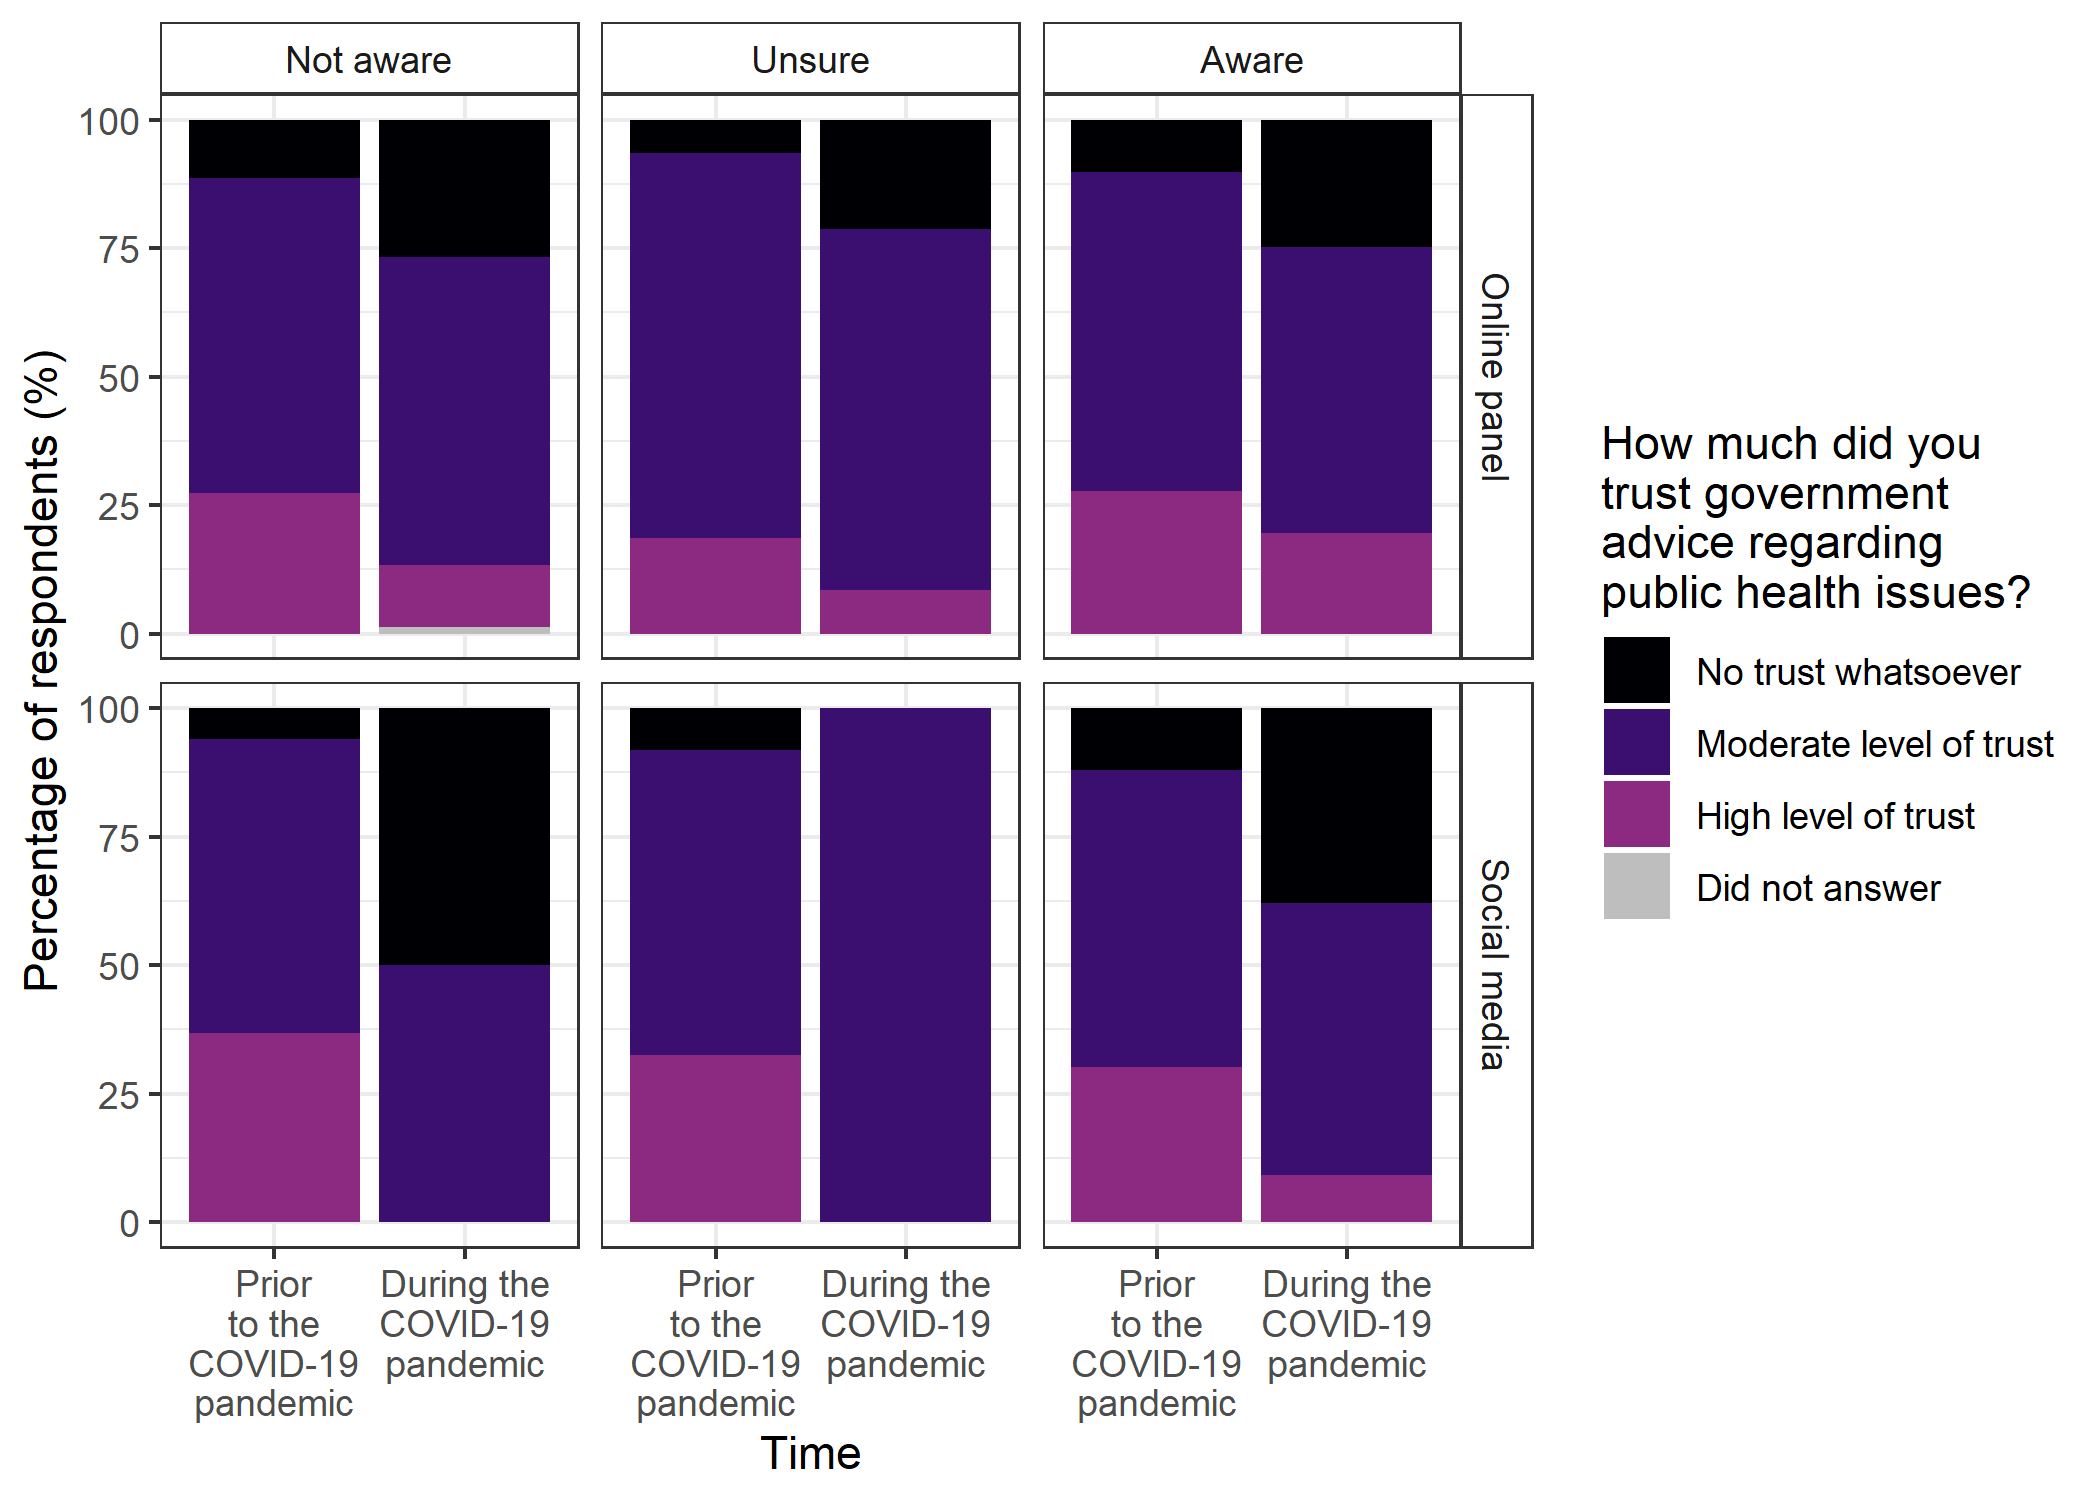 Not aware
Unsure
Aware
Percentage of respondents (%)
100
75
50
25
0
Online panel
100
75
50
25
0
Social media
Prior
to the
COVID-19
pandemic
During the
COVID-19
pandemic
Prior
to the
COVID-19
pandemic
During the
COVID-19
pandemic
Prior
to the
COVID-19
pandemic
During the
COVID-19
pandemic
Time
How much did you
trust government
advice regarding
public health issues?
No trust whatsoever
Moderate level of trust
High level of trust
Did not answer